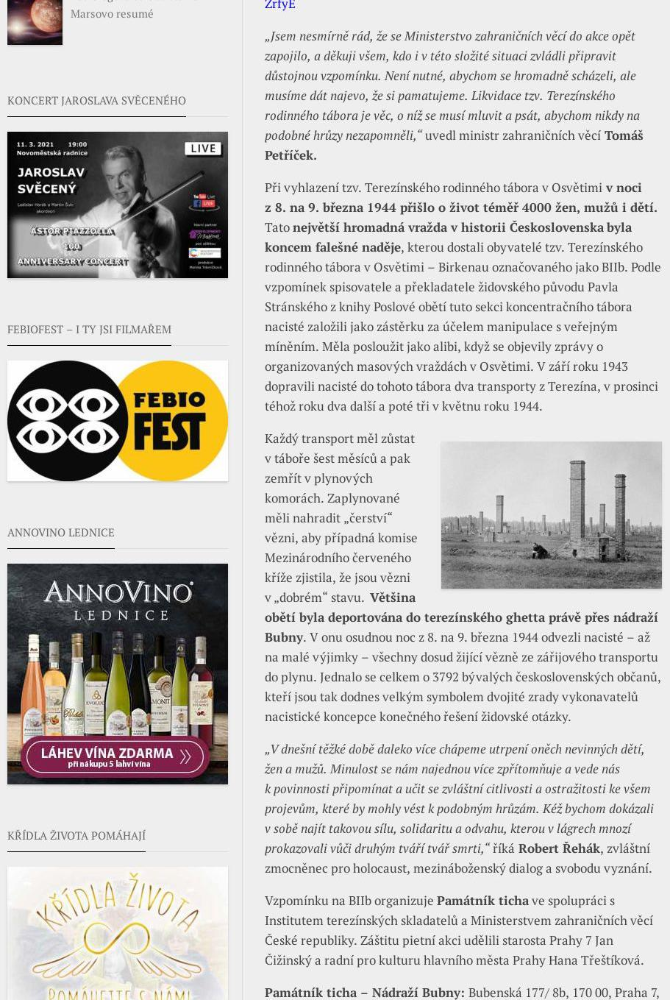 Marsovo resumé
KONCERT JAROSLAVA SVĚCENÉHO
11. 3. 2021 19:00
Novoměstská radnice
LIVE
JAROSLAV
SVĚCENÝ
Ladislav Horák a Martin Šulc
akordeon
ASTOR PIAZZOLLA
100
ANNIVERSARY CONCERT
hlavní partner
DEVELOPMENT
pod záštitou
produkce
FEBIOFEST – I TY JSI FILMAŘEM
FEBIO
FEST
ANNOVINO LEDNICE
ANNOVINO
LEDNICE
LÁHEV VÍNA ZDARMA
při nákupu 5 lahví vína
KŘÍDLA ŽIVOTA POMÁHAJÍ
KŘÍDLA ŽIVOTA
POMÁHEJTE S NÁMI
ZrfyE
„Jsem nesmírně rád, že se Ministerstvo zahraničních věcí do akce opět
zapojilo, a děkuji všem, kdo i v této složité situaci zvládli připravit
důstojnou vzpomínku. Není nutné, abychom se hromadně scházeli, ale
musíme dát najevo, že si pamatujeme. Likvidace tzv. Terezínského
rodinného tábora je věc, o níž se musí mluvit a psát, abychom nikdy na
podobné hrůzy nezapomněli,“ uvedl ministr zahraničních věcí Tomáš
Petříček.
Při vyhlazení tzv. Terezínského rodinného tábora v Osvětimi v noci
z 8. na 9. března 1944 přišlo o život téměř 4000 žen, mužů i dětí.
Tato největší hromadná vražda v historii Československa byla
koncem falešné naděje, kterou dostali obyvatelé tzv. Terezínského
rodinného tábora v Osvětimi – Birkenau označovaného jako BIIb. Podle
vzpomínek spisovatele a překladatele židovského původu Pavla
Stránského z knihy Poslové obětí tuto sekci koncentračního tábora
nacisté založili jako zástěrku za účelem manipulace s veřejným
míněním. Měla posloužit jako alibi, když se objevily zprávy o
organizovaných masových vraždách v Osvětimi. V září roku 1943
dopravili nacisté do tohoto tábora dva transporty z Terezína, v prosinci
téhož roku dva další a poté tři v květnu roku 1944.
Každý transport měl zůstat
v táboře šest měsíců a pak
zemřít v plynových
komorách. Zaplynované
měli nahradit „čerství“
vězni, aby případná komise
Mezinárodního červeného
kříže zjistila, že jsou vězni
v „dobrém“ stavu. Většina
obětí byla deportována do terezínského ghetta právě přes nádraží
Bubny. V onu osudnou noc z 8. na 9. března 1944 odvezli nacisté – až
na malé výjimky – všechny dosud žijící vězně ze zářijového transportu
do plynu. Jednalo se celkem o 3792 bývalých československých občanů,
kteří jsou tak dodnes velkým symbolem dvojité zrady vykonavatelů
nacistické koncepce konečného řešení židovské otázky.
„V dnešní těžké době daleko více chápeme utrpení oněch nevinných dětí,
žen a mužů. Minulost se nám najednou více zpřítomňuje a vede nás
k povinnosti připomínat a učit se zvláštní citlivosti a ostražitosti ke všem
projevům, které by mohly vést k podobným hrůzám. Kéž bychom dokázali
v sobě najít takovou sílu, solidaritu a odvahu, kterou v lágrech mnozí
prokazovali vůči druhým tváří tvář smrti,“ říká Robert Řehák, zvláštní
zmocněnec pro holocaust, mezináboženský dialog a svobodu vyznání.
Vzpomínku na BIIb organizuje Památník ticha ve spolupráci s
Institutem terezínských skladatelů a Ministerstvem zahraničních věcí
České republiky. Záštitu pietní akci udělili starosta Prahy 7 Jan
Čižinský a radní pro kulturu hlavního města Prahy Hana Třeštíková.
Památník ticha – Nádraží Bubny: Bubenská 177/ 8b, 170 00, Praha 7,